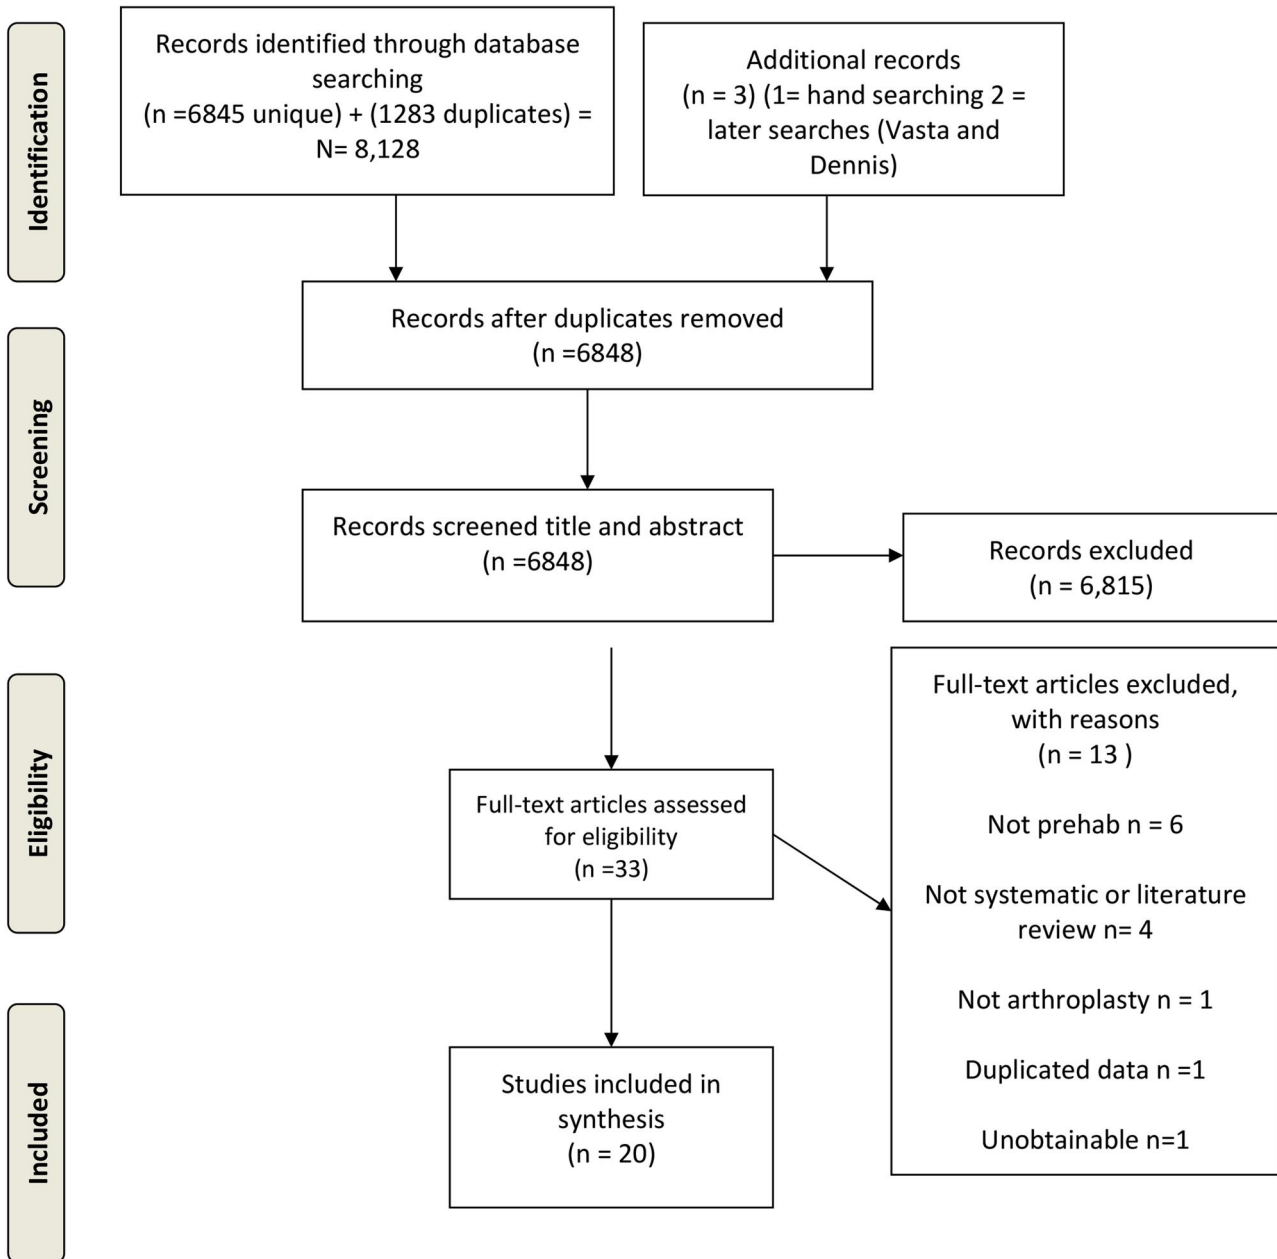 Identification
Records identified through database
searching
(n =6845 unique) + (1283 duplicates) =
N= 8,128
Additional records
(n = 3) (1= hand searching 2 =
later searches (Vasta and
Dennis)
Records after duplicates removed
(n =6848)
Screening
Records screened title and abstract
(n =6848)
Records excluded
(n = 6,815)
Eligibility
Full-text articles assessed
for eligibility
(n =33)
Full-text articles excluded,
with reasons
(n = 13 )
Not prehab n = 6
Not systematic or literature
review n= 4
Not arthroplasty n = 1
Duplicated data n =1
Unobtainable n=1
Included
Studies included in
synthesis
(n = 20)